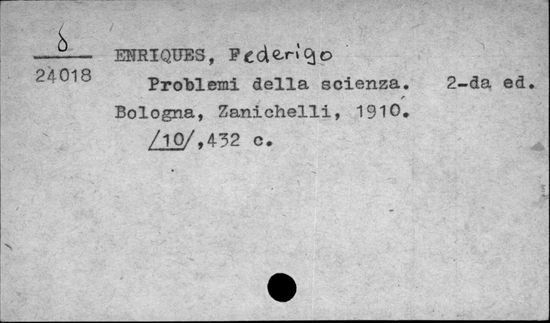 δ
24018
ENRIQUES, Federigo
Problemi della scienza. 2-da ed.
Bologna, Zanichelli, 1910.
/10/,432 c.